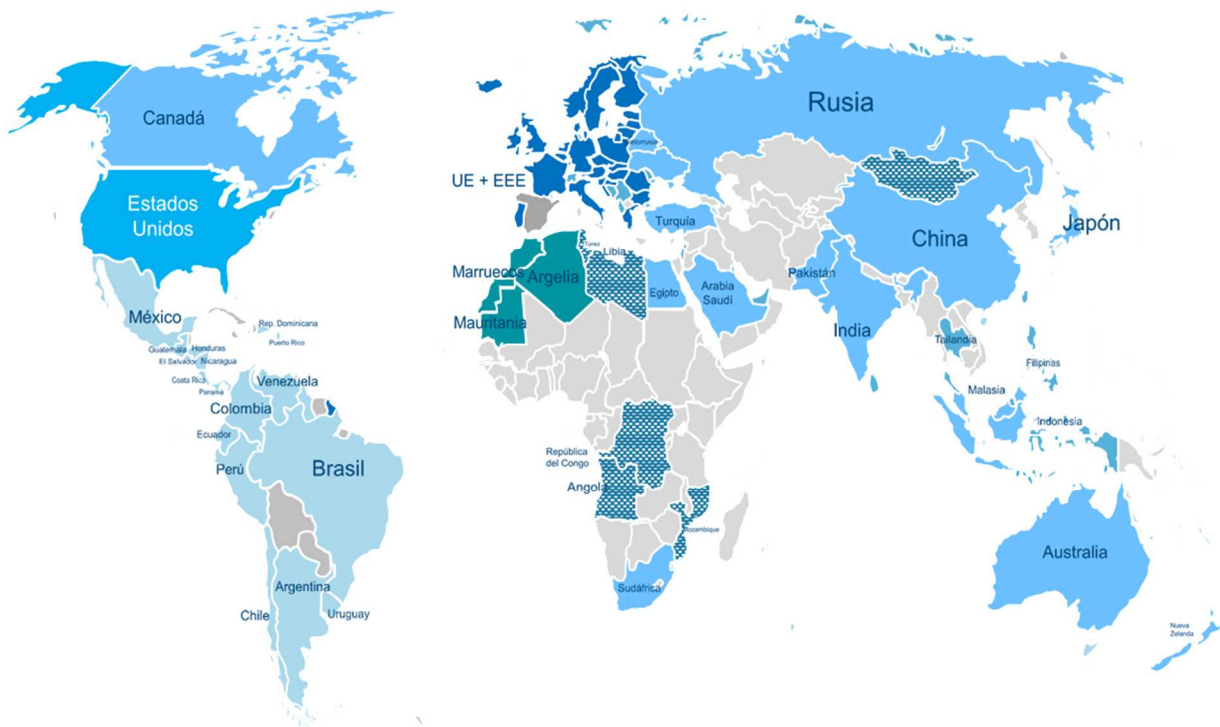 Canadá
Rusia
Bielorrusia
UE + EEE
Estados
Unidos
Turquía
China
Japón
Túnez
Libia
Marruecos
Argelia
Egipto
Arabia
Saudí
Pakistán
India
México
Mauritania
Rep. Dominicana
Puerto Rico
Guatemala
Honduras
El Salvador
Nicaragua
Costa Rica
Panamá
Venezuela
Colombia
Tailandia
Filipinas
Malasia
Indonesia
Ecuador
Perú
Brasil
República
del Congo
Angola
Mozambique
Australia
Argentina
Chile
Uruguay
Sudáfrica
Nueva
Zelanda